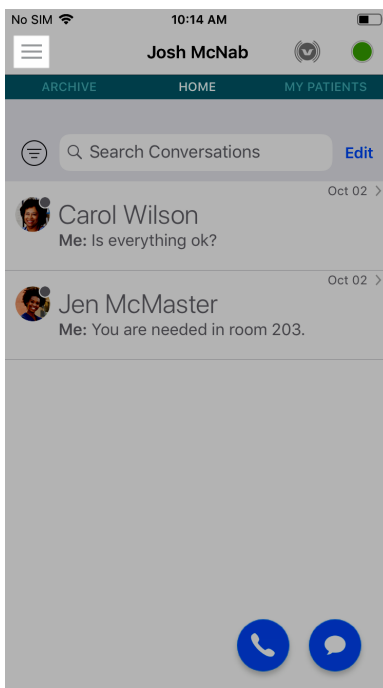 No SIM 10:14 AM
Josh McNab
ARCHIVE HOME MY PATIENTS
Search Conversations Edit
Oct 02
Carol Wilson
Me: Is everything ok?
Oct 02
Jen McMaster
Me: You are needed in room 203.